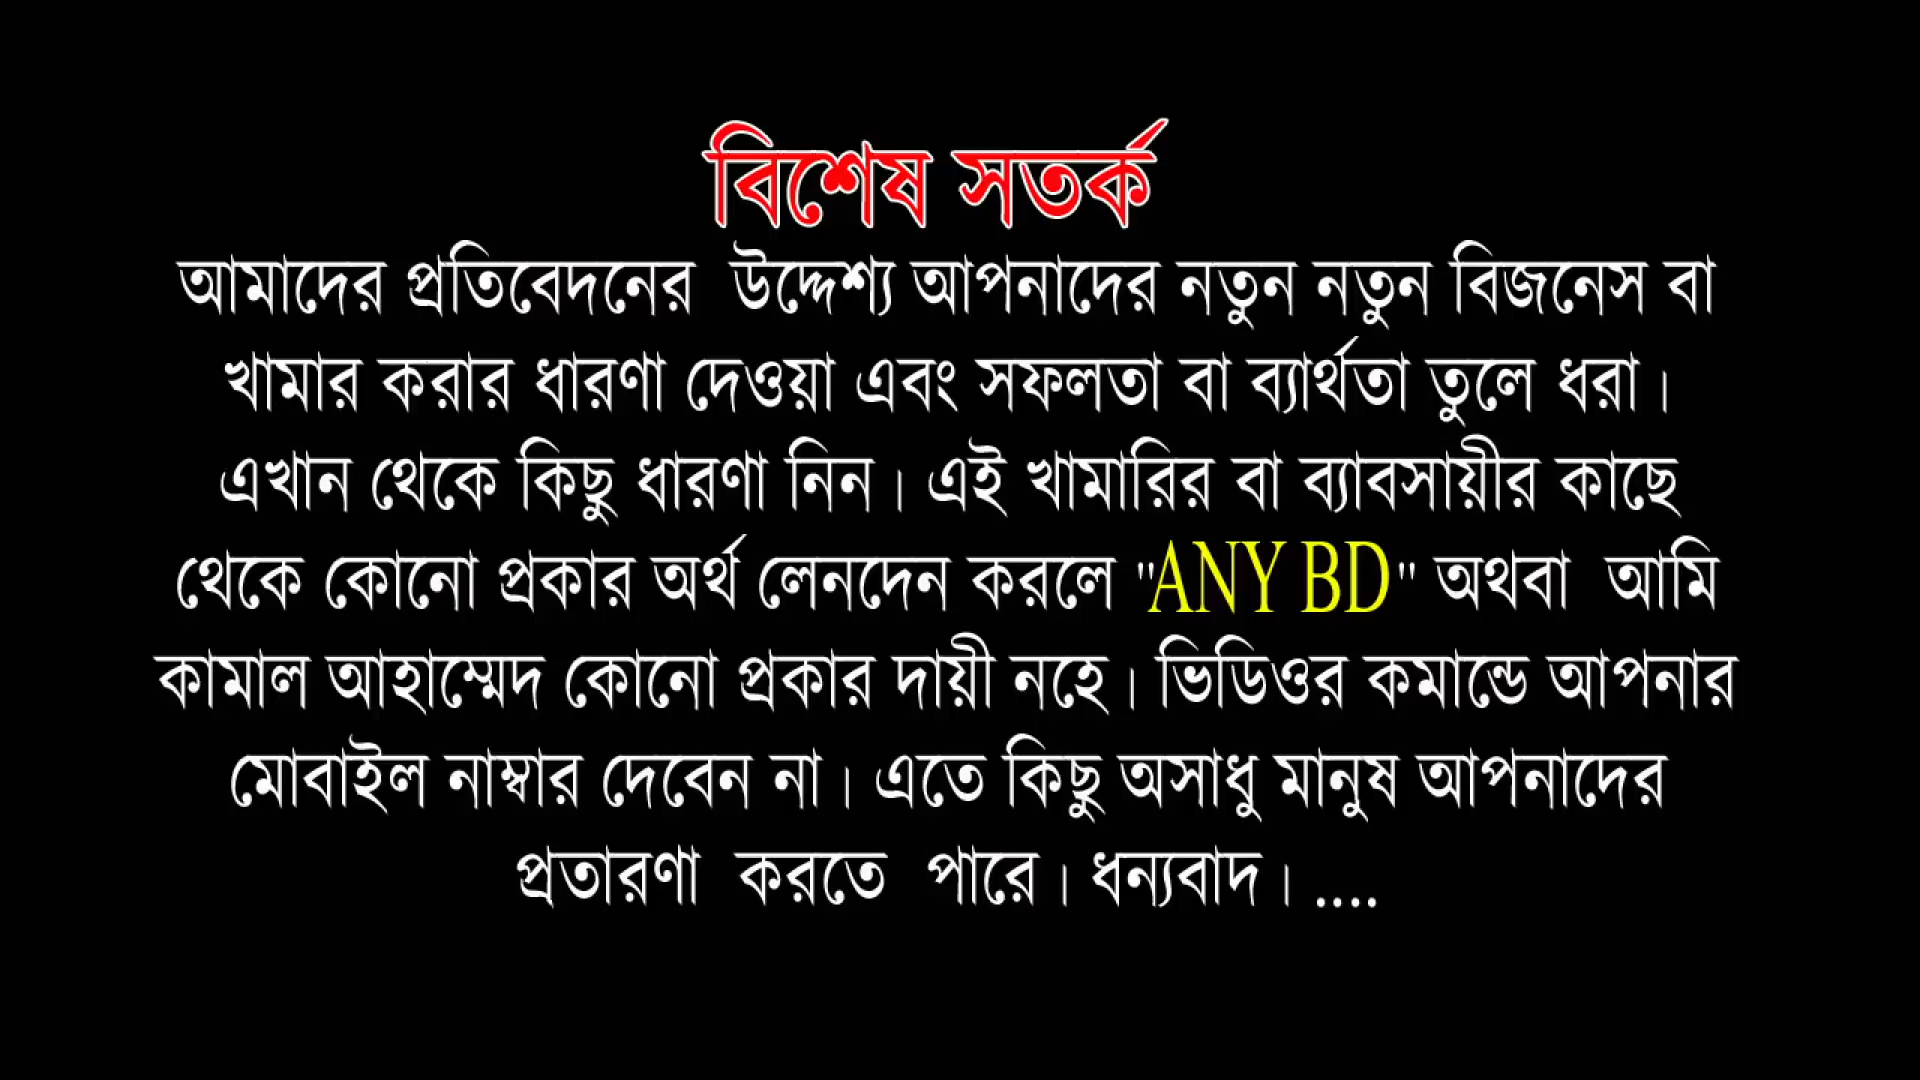 বিশেষ সতর্ক
আমাদের প্রতিবেদনের উদ্দেশ্য আপনাদের নতুন নতুন বিজনেস বা
খামার করার ধারণা দেওয়া এবং সফলতা বা ব্যার্থতা তুলে ধরা।
এখান থেকে কিছু ধারণা নিন। এই খামারির বা ব্যাবসায়ীর কাছে
থেকে কোনো প্রকার অর্থ লেনদেন করলে "ANY BD" অথবা আমি
কামাল আহাম্মেদ কোনো প্রকার দায়ী নহে। ভিডিওর কমান্ডে আপনার
মোবাইল নাম্বার দেবেন না। এতে কিছু অসাধু মানুষ আপনাদের
প্রতারণা করতে পারে। ধন্যবাদ। ....